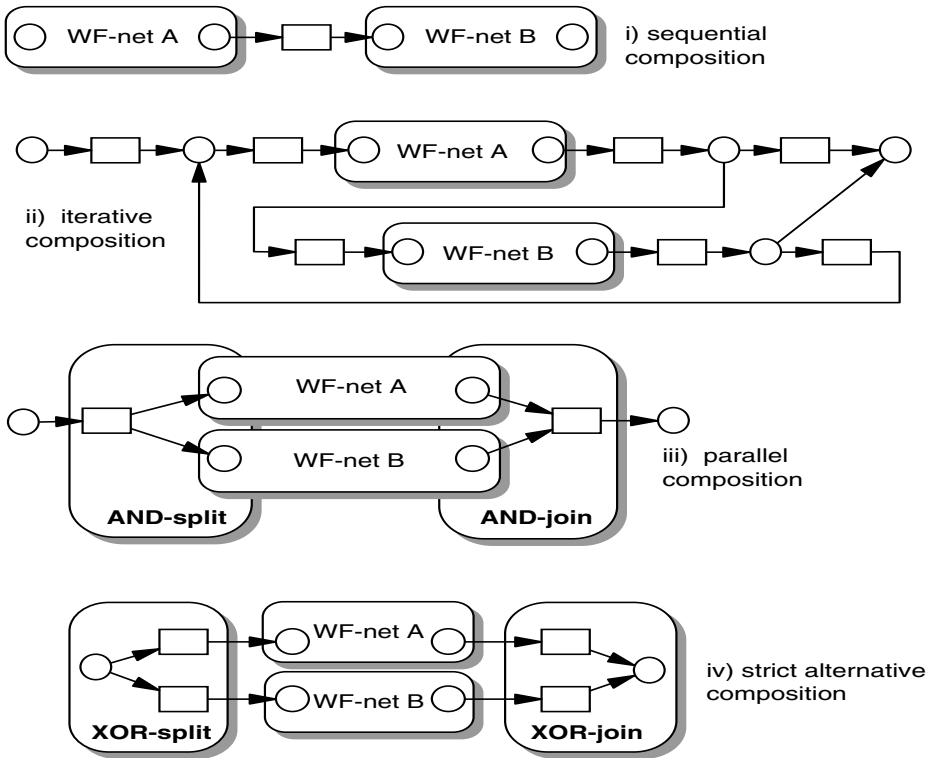 WF-net A
WF-net B
i) sequential
composition
WF-net A
ii) iterative
composition
WF-net B
WF-net A
WF-net B
iii) parallel
composition
AND-split
AND-join
WF-net A
WF-net B
iv) strict alternative
composition
XOR-split
XOR-join